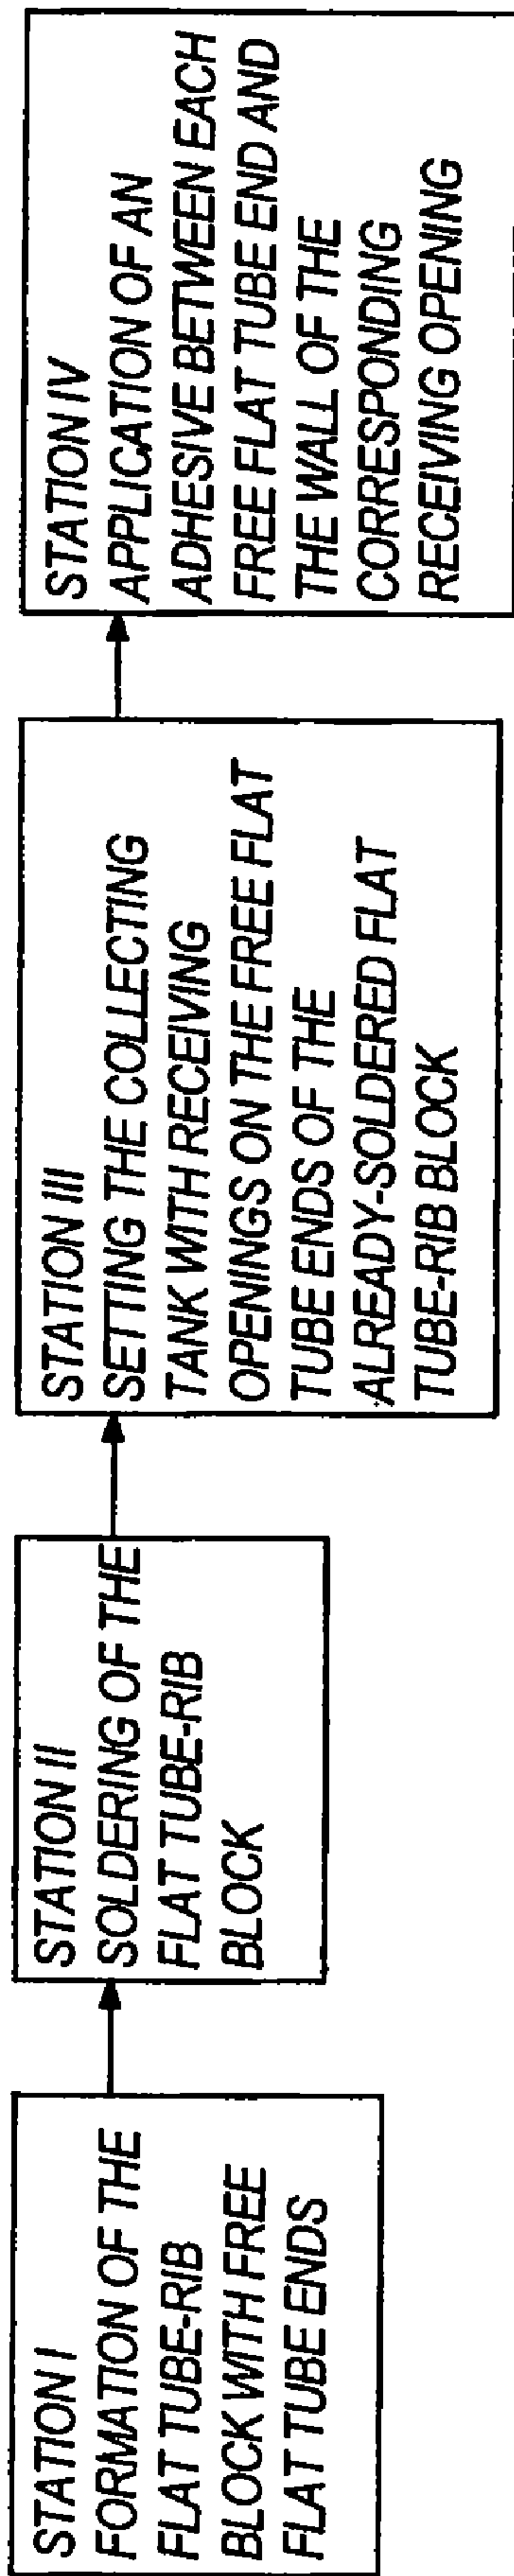 STATION I
FORMATION OF THE
FLAT TUBE-RIB
BLOCK WITH FREE
FLAT TUBE ENDS
STATION II
SOLDERING OF THE
FLAT TUBE-RIB
BLOCK
STATION III
SETTING THE COLLECTING
TANK WITH RECEIVING
OPENINGS ON THE FREE FLAT
TUBE ENDS OF THE
ALREADY-SOLDERED FLAT
TUBE-RIB BLOCK
STATION IV
APPLICATION OF AN
ADHESIVE BETWEEN EACH
FREE FLAT TUBE END AND
THE WALL OF THE
CORRESPONDING
RECEIVING OPENING